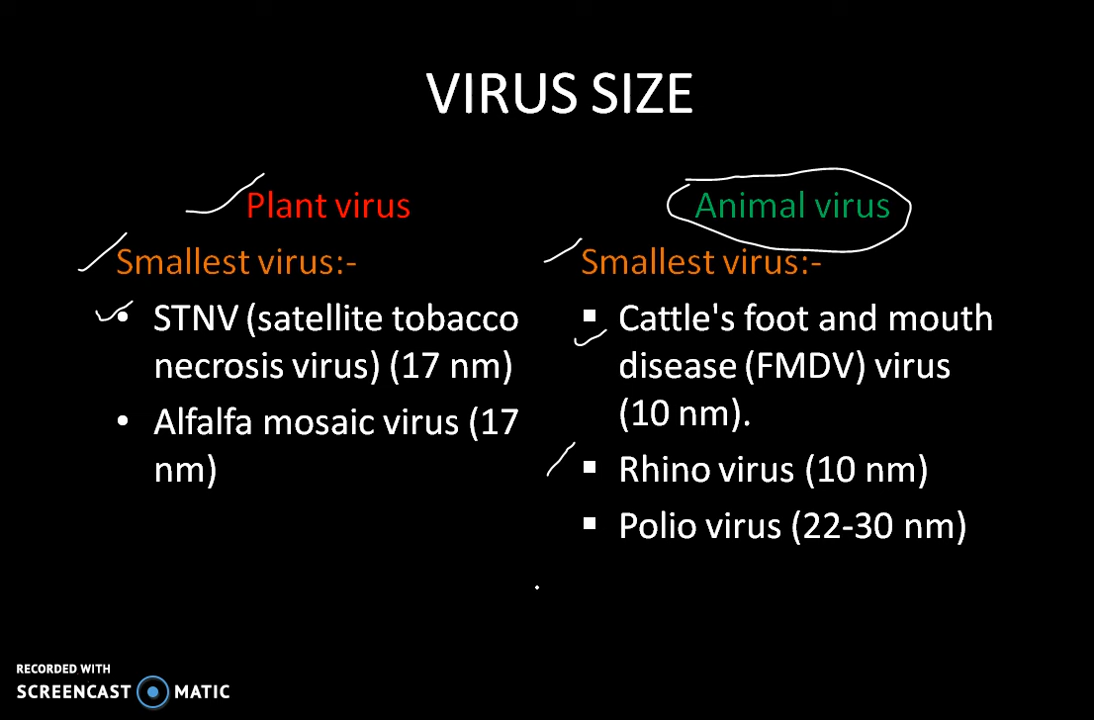 VIRUS SIZE
Plant virus
Smallest virus:-
• STNV (satellite tobacco
necrosis virus) (17 nm)
• Alfalfa mosaic virus (17
nm)
Animal virus
Smallest virus:-
▪ Cattle's foot and mouth
disease (FMDV) virus
(10 nm).
▪ Rhino virus (10 nm)
▪ Polio virus (22-30 nm)
RECORDED WITH
SCREENCAST MATIC